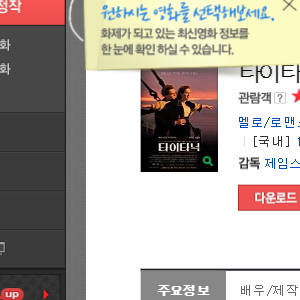 정작
원하시는 영화를 선택해보세요.
화제가 되고 있는 최신영화 정보를
한 눈에 확인 하실 수 있습니다.
화
화
타이타
관람객 ?
멜로/로맨
[국내] 1
감독 제임스
타이타닉
다운로드
up
주요정보
배우/제작